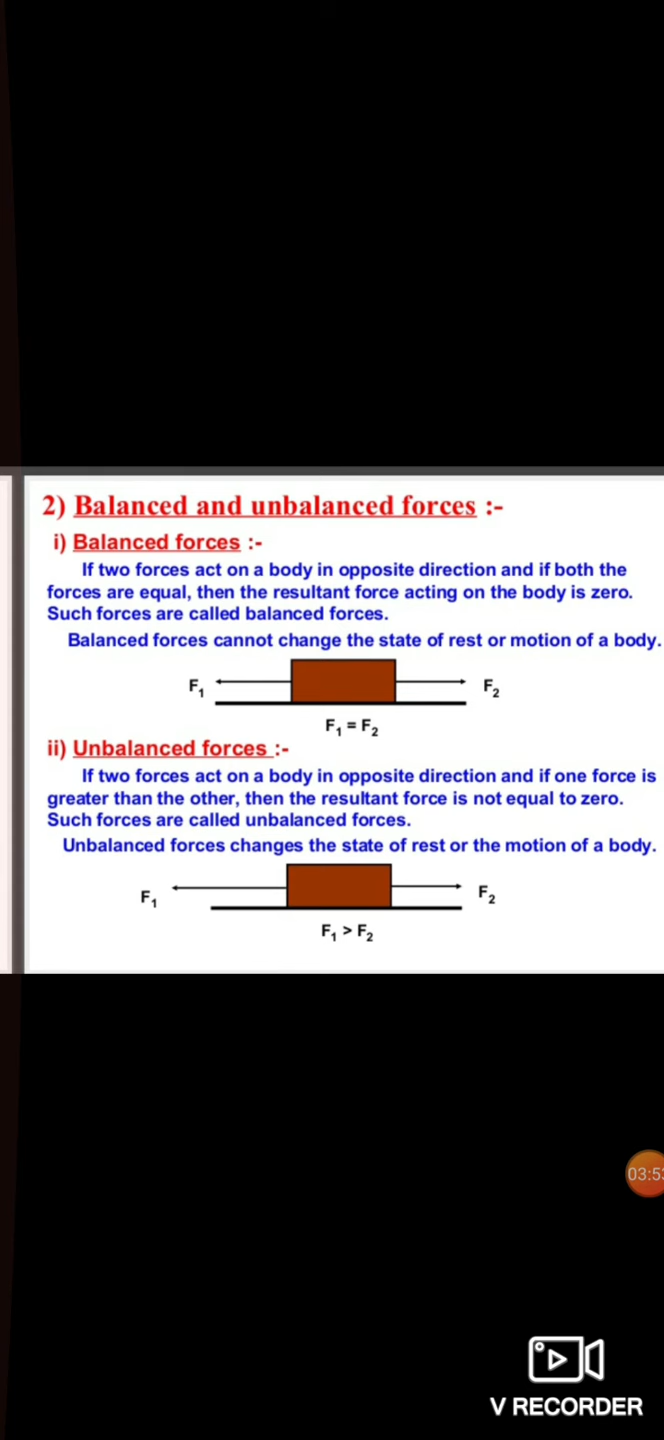 2) Balanced and unbalanced forces :-
i) Balanced forces :-
If two forces act on a body in opposite direction and if both the
forces are equal, then the resultant force acting on the body is zero.
Such forces are called balanced forces.
Balanced forces cannot change the state of rest or motion of a body.
F₁ F₂
F₁ = F₂
ii) Unbalanced forces :-
If two forces act on a body in opposite direction and if one force is
greater than the other, then the resultant force is not equal to zero.
Such forces are called unbalanced forces.
Unbalanced forces changes the state of rest or the motion of a body.
F₁ F₂
F₁ > F₂
V RECORDER